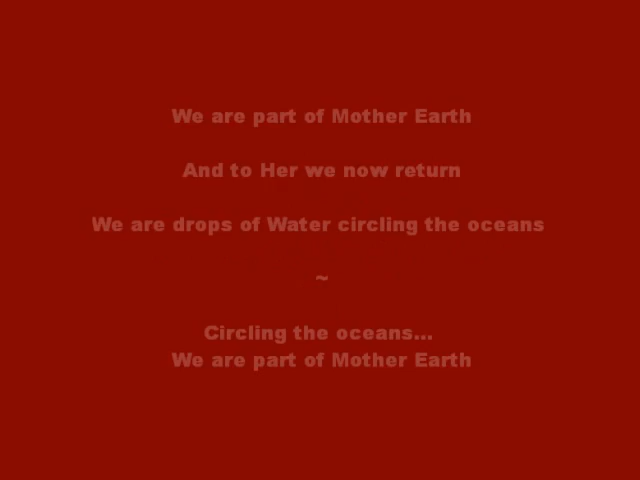 We are part of Mother Earth
And to Her we now return
We are drops of Water circling the oceans
~
Circling the oceans...
We are part of Mother Earth